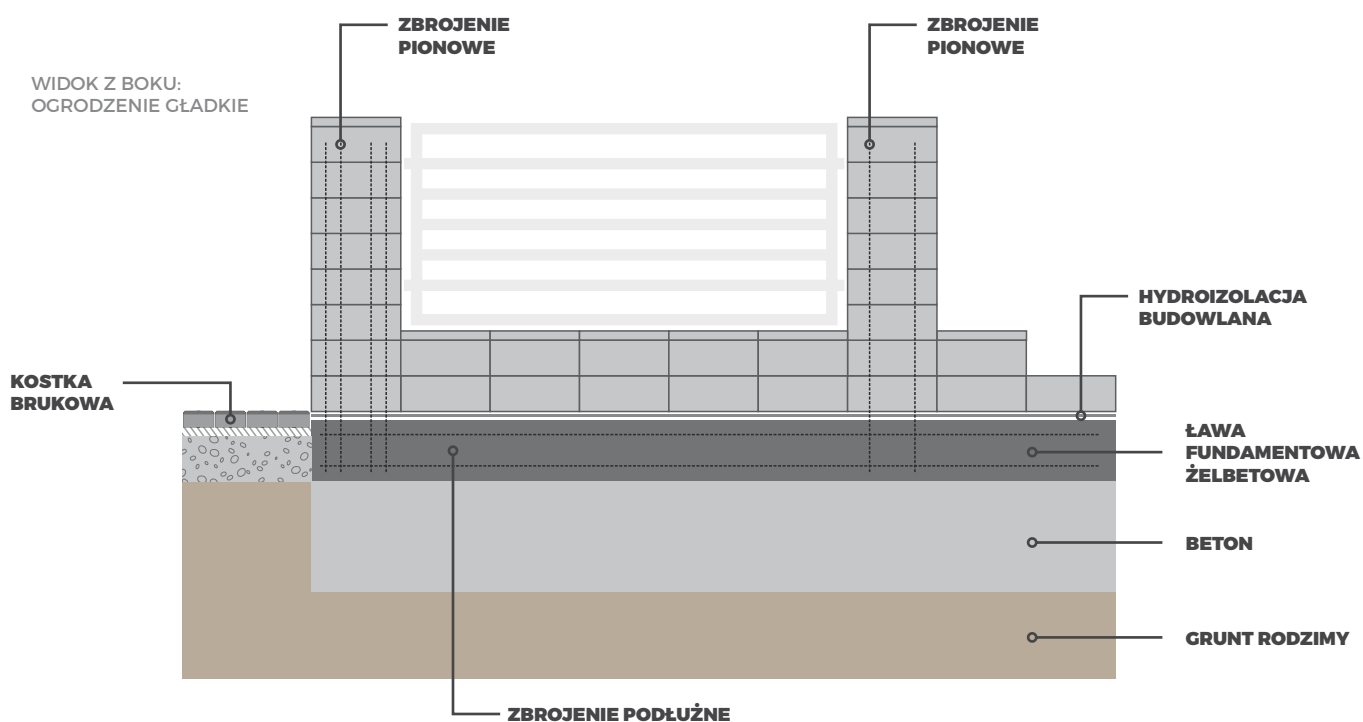 ZBROJENIE
PIONOWE
ZBROJENIE
PIONOWE
WIDOK Z BOKU:
OGRODZENIE GŁADKIE
HYDROIZOLACJA
BUDOWLANA
KOSTKA
BRUKOWA
ŁAWA
FUNDAMENTOWA
ŻELBETOWA
BETON
GRUNT RODZIMY
ZBROJENIE PODŁUŻNE